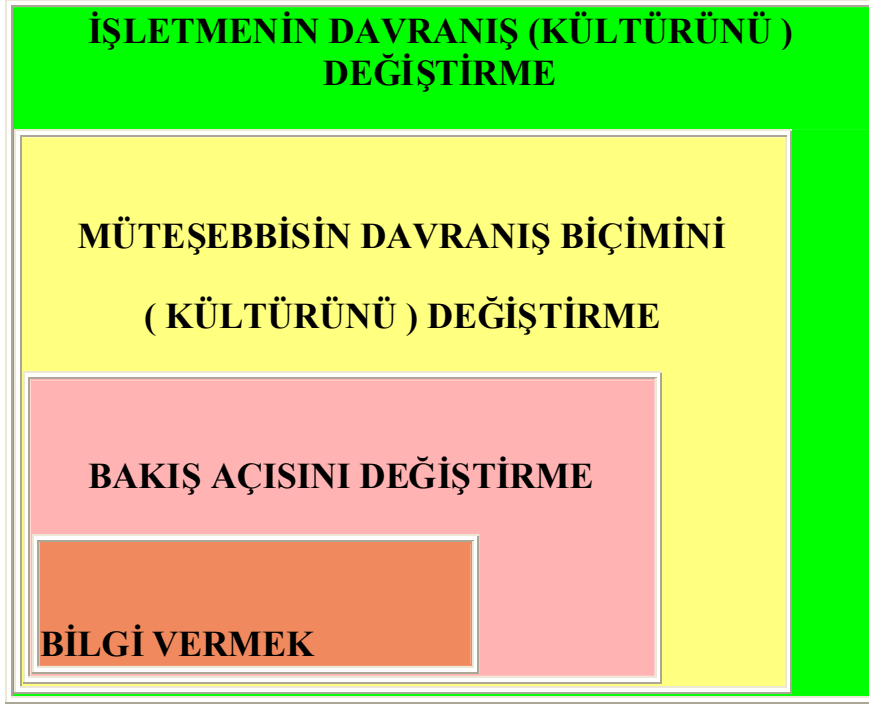 İŞLETMENİN DAVRANIŞ (KÜLTÜRÜNÜ )
DEĞİŞTİRME
MÜTEŞEBBİSİN DAVRANIŞ BİÇİMİNİ
( KÜLTÜRÜNÜ ) DEĞİŞTİRME
BAKIŞ AÇISINI DEĞİŞTİRME
BİLGİ VERMEK